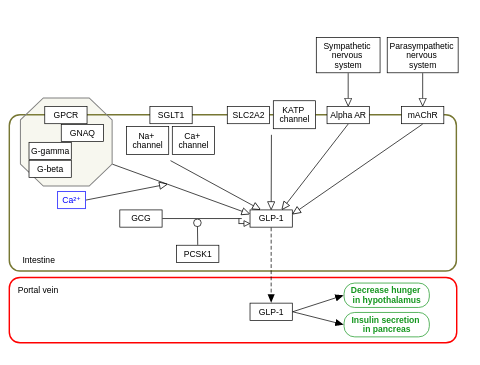 Sympathetic
nervous
system
Parasympathetic
nervous
system
GPCR
SGLT1
SLC2A2
KATP
channel
Alpha AR
mAChR
GNAQ
Na+
channel
Ca+
channel
G-gamma
G-beta
Ca²⁺
GCG
GLP-1
PCSK1
Intestine
Portal vein
GLP-1
Decrease hunger
in hypothalamus
Insulin secretion
in pancreas